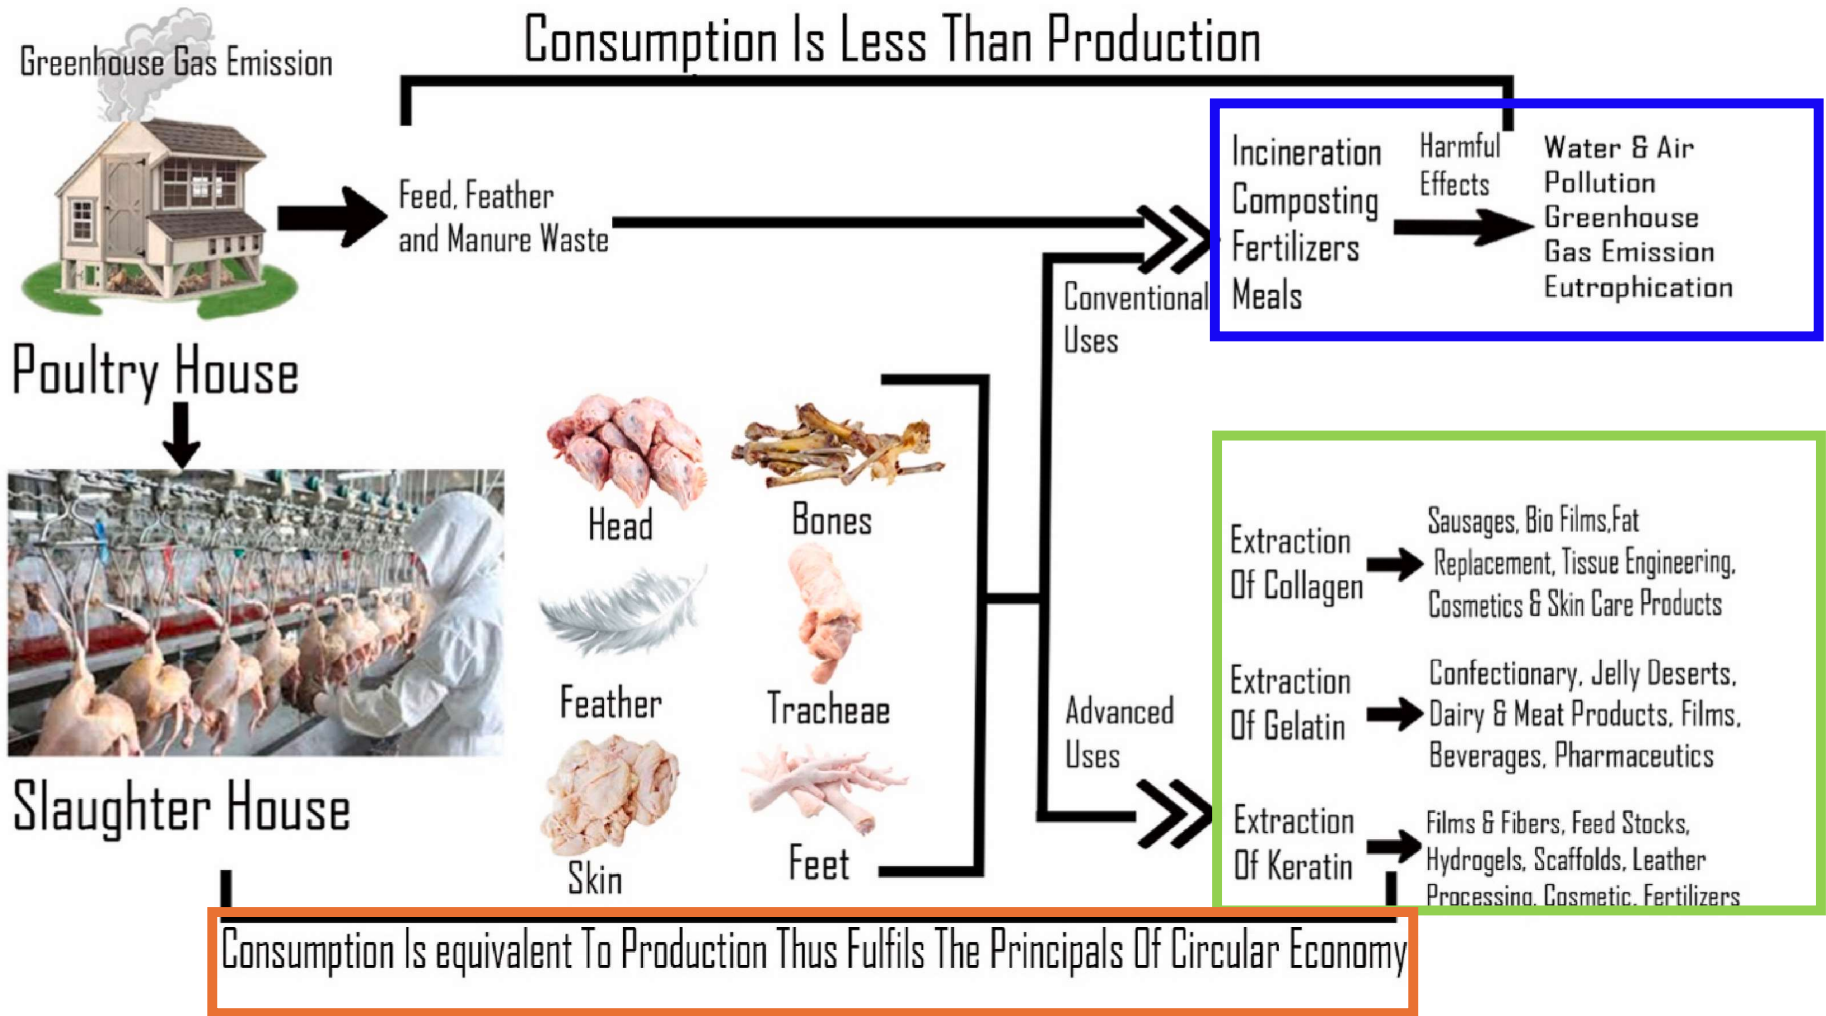 Consumption Is Less Than Production
Greenhouse Gas Emission
Feed, Feather
and Manure Waste
Poultry House
Slaughter House
Head
Bones
Feather
Tracheae
Skin
Feet
Conventional
Uses
Incineration
Composting
Fertilizers
Meals
Harmful
Effects
Water & Air
Pollution
Greenhouse
Gas Emission
Eutrophication
Advanced
Uses
Extraction
Of Collagen
Sausages, Bio Films,Fat
Replacement, Tissue Engineering,
Cosmetics & Skin Care Products
Extraction
Of Gelatin
Confectionary, Jelly Deserts,
Dairy & Meat Products, Films,
Beverages, Pharmaceutics
Extraction
Of Keratin
Films & Fibers, Feed Stocks,
Hydrogels, Scaffolds, Leather
Processing, Cosmetic, Fertilizers
Consumption Is equivalent To Production Thus Fulfils The Principals Of Circular Economy